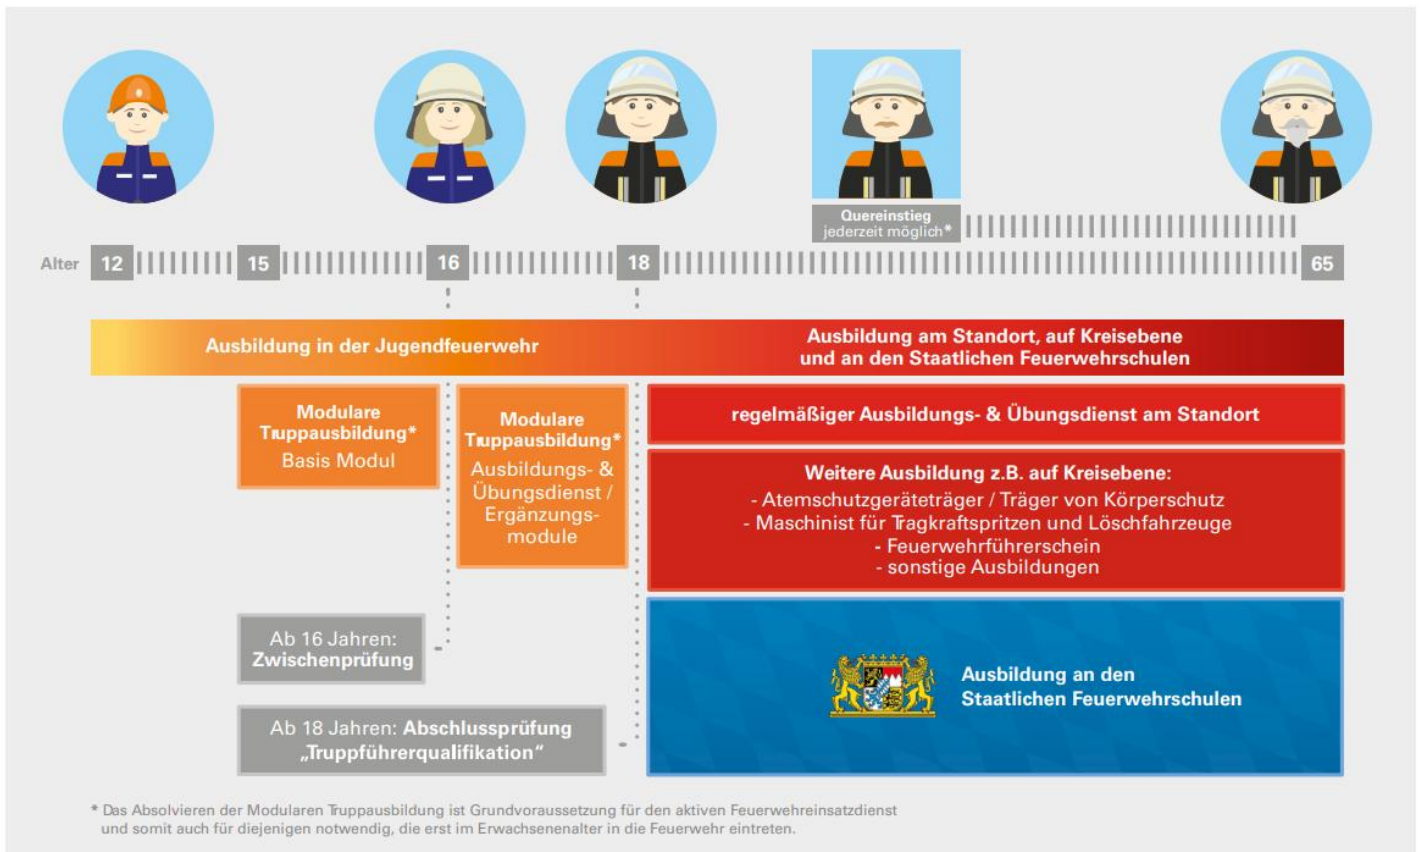 Quereinstieg
jederzeit möglich*
Alter 12 15 16 18 65
Ausbildung in der Jugendfeuerwehr
Ausbildung am Standort, auf Kreisebene
und an den Staatlichen Feuerwehrschulen
Modulare
Truppausbildung*
Basis Modul
Modulare
Truppausbildung*
Ausbildungs- &
Übungsdienst /
Ergänzungs-
module
regelmäßiger Ausbildungs- & Übungsdienst am Standort
Weitere Ausbildung z.B. auf Kreisebene:
- Atemschutzgeräteträger / Träger von Körperschutz
- Maschinist für Tragkraftspritzen und Löschfahrzeuge
- Feuerwehrführerschein
- sonstige Ausbildungen
Ab 16 Jahren:
Zwischenprüfung
Ab 18 Jahren: Abschlussprüfung
„Truppführerqualifikation“
Ausbildung an den
Staatlichen Feuerwehrschulen
* Das Absolvieren der Modularen Truppausbildung ist Grundvoraussetzung für den aktiven Feuerwehreinsatzdienst
und somit auch für diejenigen notwendig, die erst im Erwachsenenalter in die Feuerwehr eintreten.